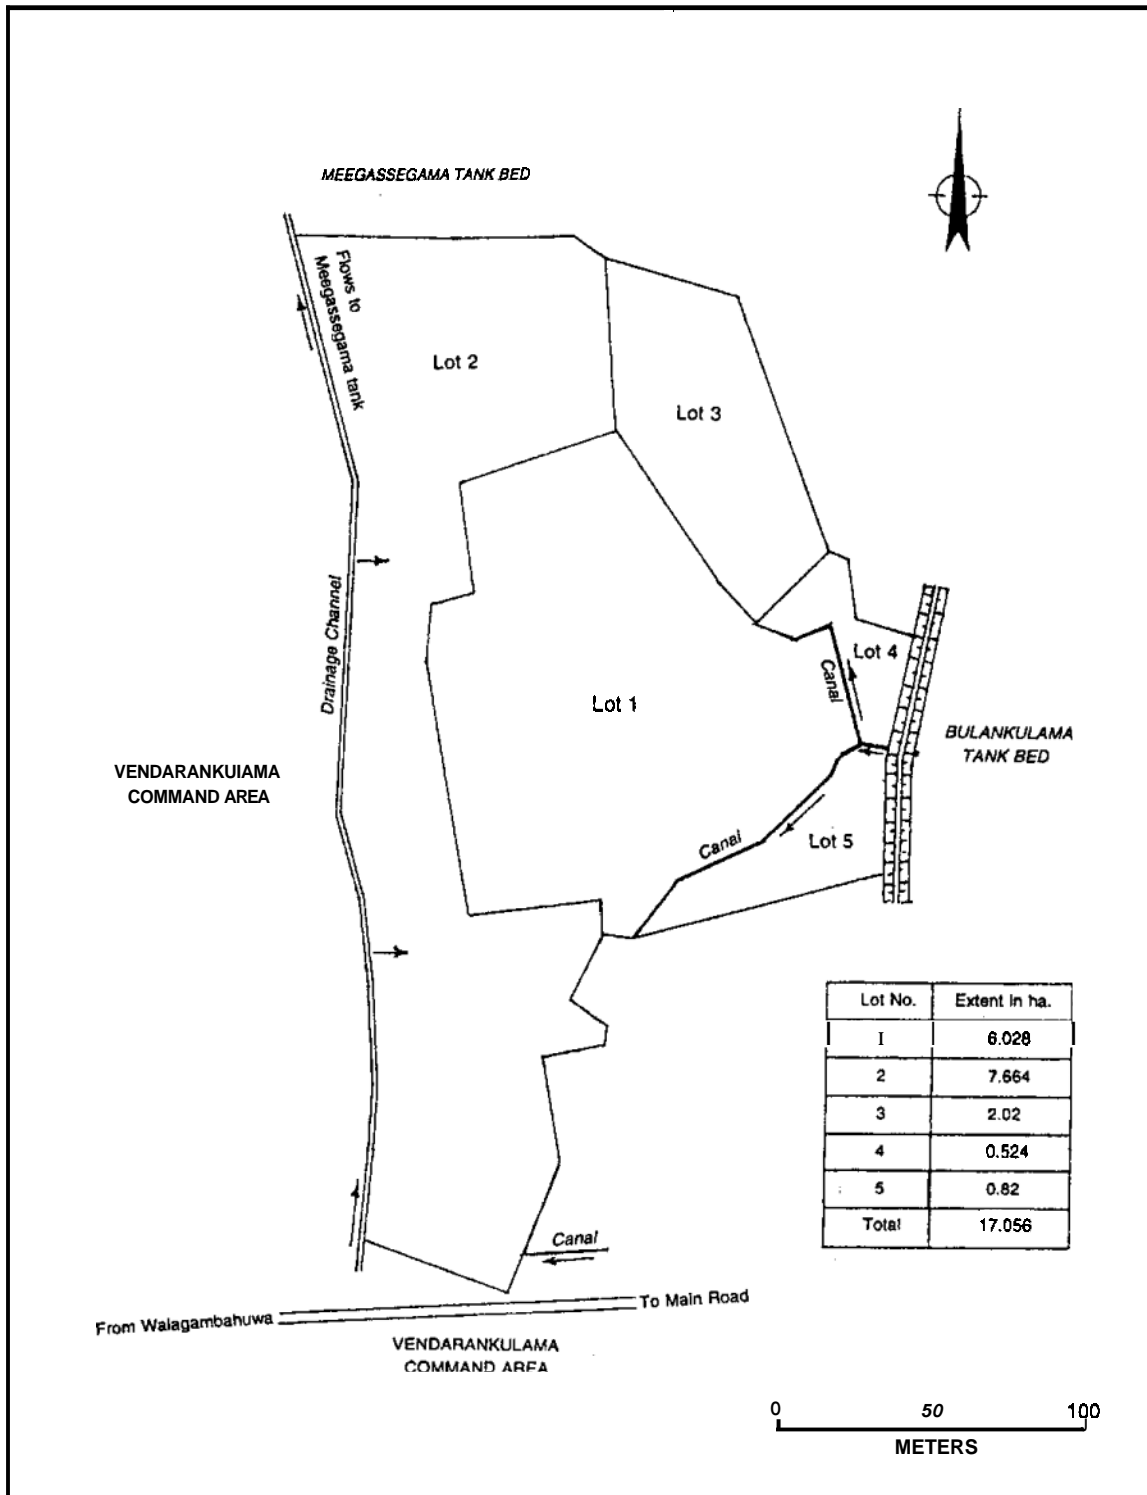 MEEGASSEGAMA TANK BED
Flows to
Meegassegama tank
Lot 2
Lot 3
Drainage Channel
Lot 4
Canal
Lot 1
BULANKULAMA
TANK BED
VENDARANKUIAMA
COMMAND AREA
Canal
Lot 5
Lot No. Extent in ha.
I 6.028
2 7.664
3 2.02
4 0.524
5 0.82
Total 17.056
Canal
From Walagambahuwa
To Main Road
VENDARANKULAMA
COMMAND AREA
0 50 100
METERS